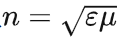 n = √εμ